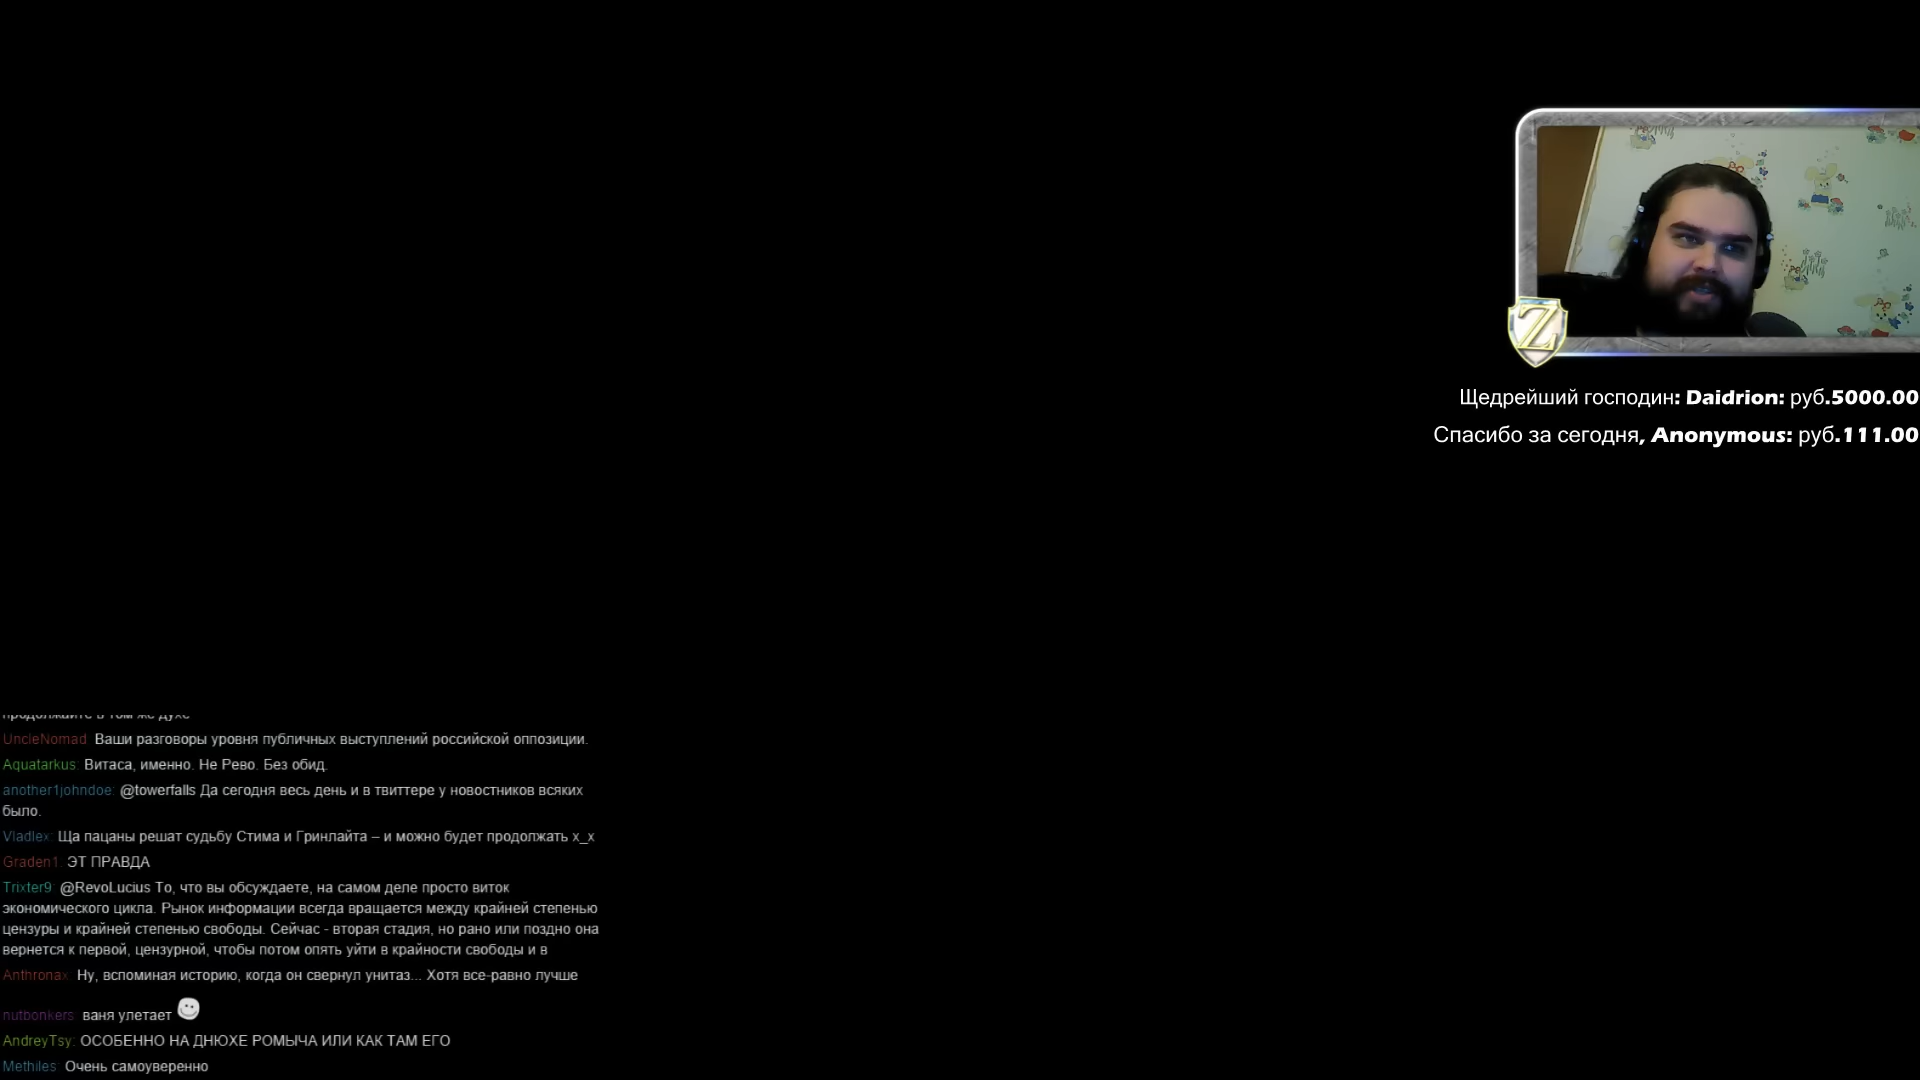 Z
Щедрейший господин: Daidrion: руб.5000.00
Спасибо за сегодня, Anonymous: руб.111.00
продолжайте в том же духе
UncleNomad: Ваши разговоры уровня публичных выступлений российской оппозиции.
Aquatarkus: Витаса, именно. Не Рево. Без обид.
another1johndoe: @towerfalls Да сегодня весь день и в твиттере у новостников всяких
было.
Vladlex: Ща пацаны решат судьбу Стима и Гринлайта – и можно будет продолжать x_x
Graden1: ЭТ ПРАВДА
Trixter9: @RevoLucius То, что вы обсуждаете, на самом деле просто виток
экономического цикла. Рынок информации всегда вращается между крайней степенью
цензуры и крайней степенью свободы. Сейчас - вторая стадия, но рано или поздно она
вернется к первой, цензурной, чтобы потом опять уйти в крайности свободы и в
Anthronax: Ну, вспоминая историю, когда он свернул унитаз... Хотя все-равно лучше
nutbonkers: ваня улетает
AndreyTsy: ОСОБЕННО НА ДНЮХЕ РОМЫЧА ИЛИ КАК ТАМ ЕГО
Methiles: Очень самоуверенно